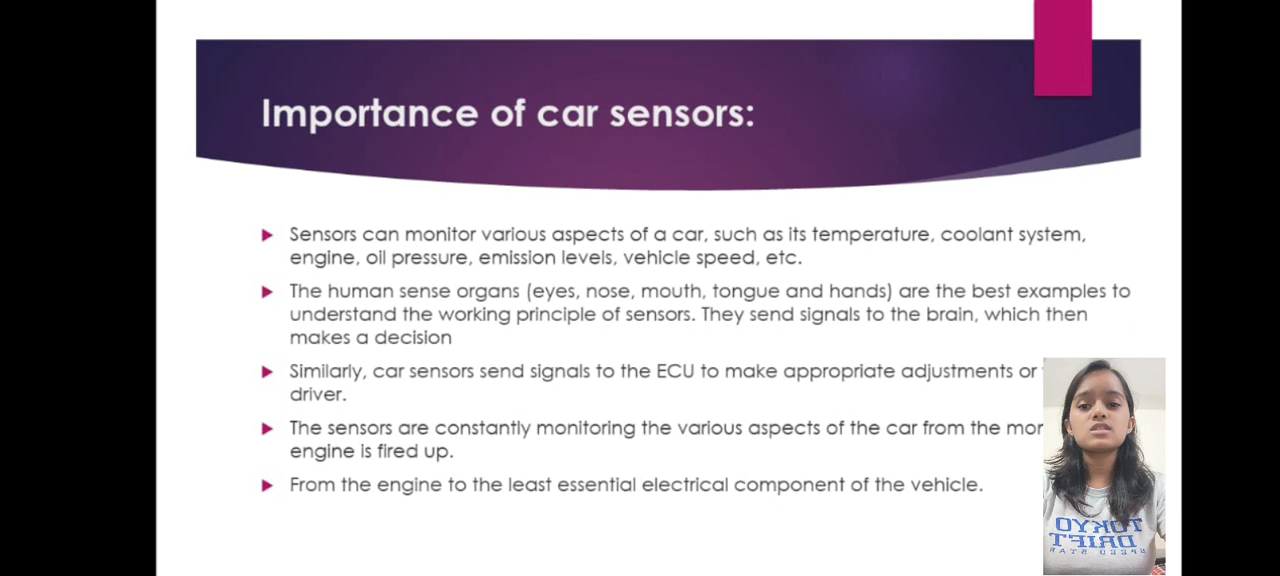 Importance of car sensors:
Sensors can monitor various aspects of a car, such as its temperature, coolant system,
engine, oil pressure, emission levels, vehicle speed, etc.
The human sense organs (eyes, nose, mouth, tongue and hands) are the best examples to
understand the working principle of sensors. They send signals to the brain, which then
makes a decision
Similarly, car sensors send signals to the ECU to make appropriate adjustments or
driver.
The sensors are constantly monitoring the various aspects of the car from the
engine is fired up.
From the engine to the least essential electrical component of the vehicle.
TOKYO
DRIFT